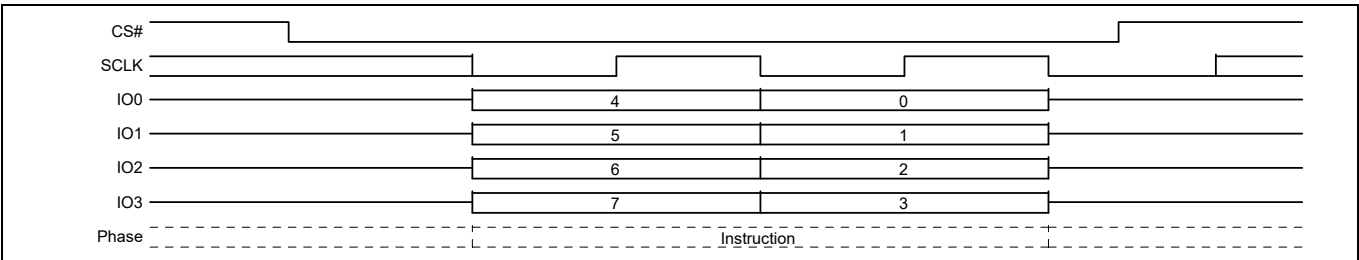 CS#
SCLK
IO0 4 0
IO1 5 1
IO2 6 2
IO3 7 3
Phase Instruction